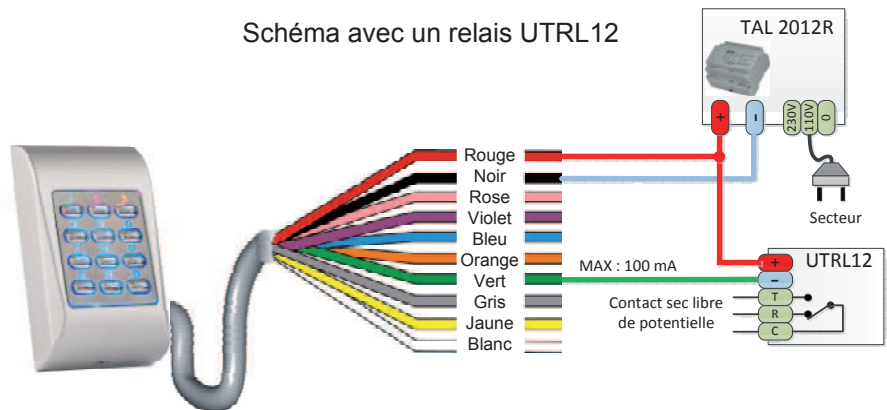 Schéma avec un relais UTRL12
TAL 2012R
+
-
230V
110V
0
Secteur
Rouge
Noir
Rose
Violet
Bleu
Orange
Vert
Gris
Jaune
Blanc
MAX : 100 mA
UTRL12
+
-
T
R
C
Contact sec libre
de potentielle